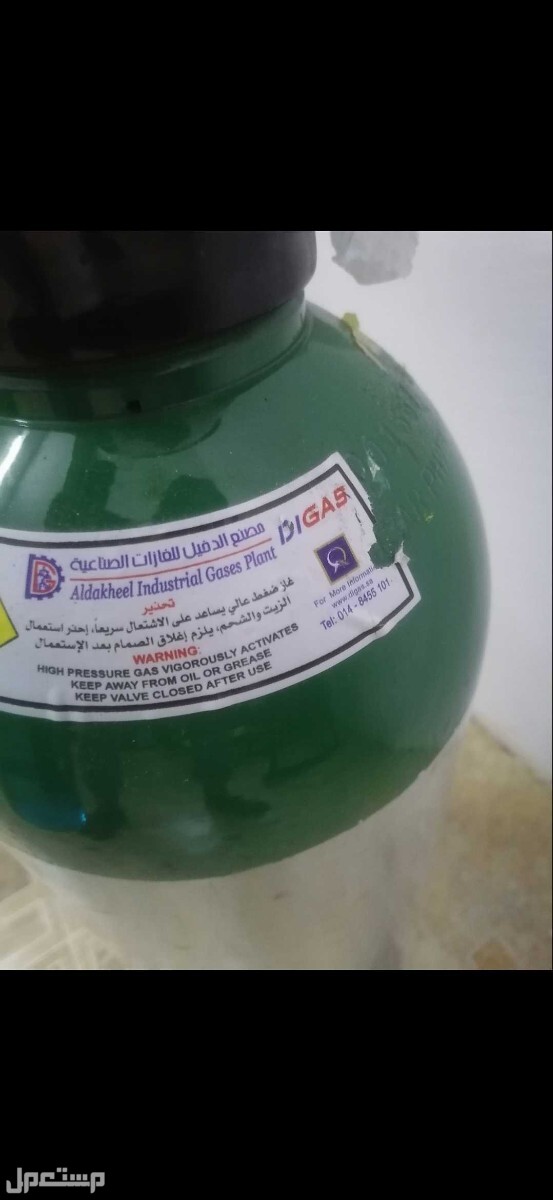 مصنع الدخيل للغازات الصناعية
Aldakheel Industrial Gases Plant
DIGAS
تحذير
غاز ضغط عالي يساعد على الاشتعال سريعاً، إحذر استعمال
الزيت والشحم، يلزم إغلاق الصمام بعد الإستعمال
WARNING:
HIGH PRESSURE GAS VIGOROUSLY ACTIVATES
KEEP AWAY FROM OIL OR GREASE
KEEP VALVE CLOSED AFTER USE
For More Informati
www.digas.sa
Tel: 014 - 8455 101
مستعمل